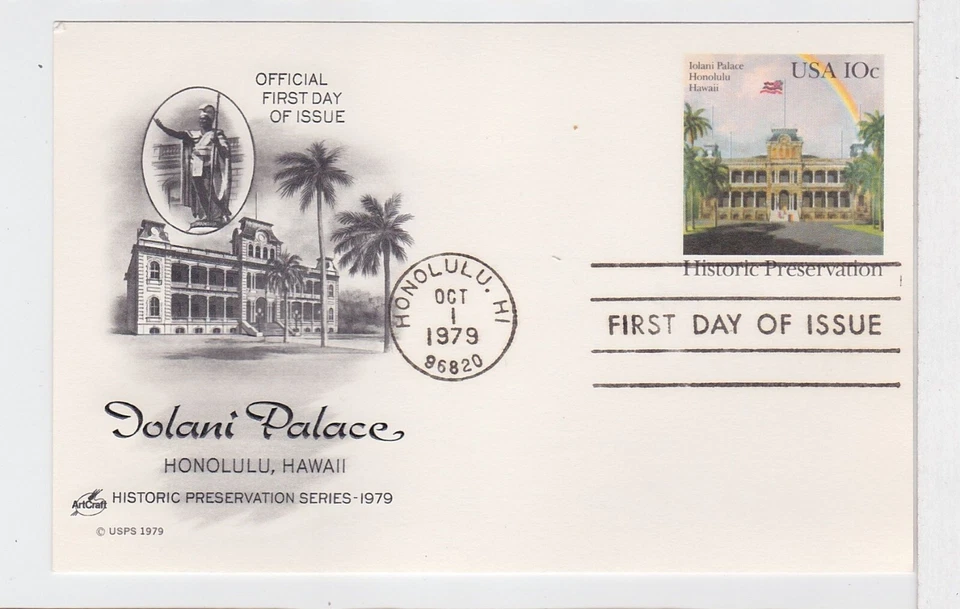 OFFICIAL
FIRST DAY
OF ISSUE
Iolani Palace
Honolulu
Hawaii
USA 10c
Historic Preservation
HONOLULU, HI
OCT
1
1979
96820
FIRST DAY OF ISSUE
Iolani Palace
HONOLULU, HAWAII
ArtCraft
HISTORIC PRESERVATION SERIES-1979
© USPS 1979